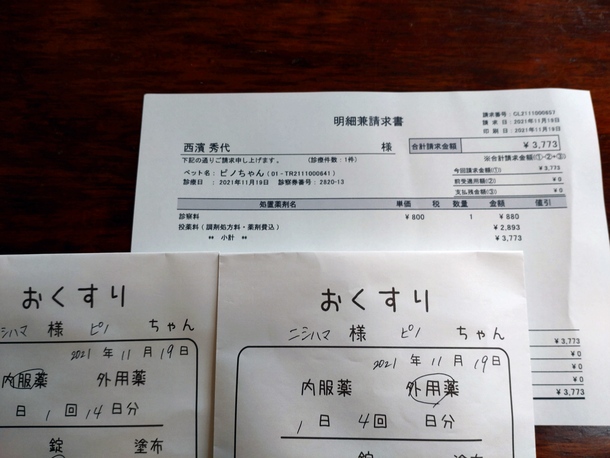 明細兼請求書
請求番号：CL2111000657
請 求 日：2021年11月19日
印 刷 日：2021年11月19日
西濱 秀代 様
合計請求金額 ¥ 3,773
下記の通りご請求申し上げます。 （診療件数：1件）
※合計請求金額(①-②+③)
ペット名：ピノちゃん (01-TR2111000641)
診療日 ：2021年11月19日 診察券番号：2820-13
今回請求金額(①) ¥ 3,773
前受適用額(②) ¥ 0
支払残金額(③) ¥ 0
処置薬剤名 単価 税 数量 金額 値引
診察料 ¥ 800 1 ¥ 880
投薬料（調剤処方料・薬剤費込） ¥ 2,893
** 小計 ** ¥ 3,773
¥ 3,773
¥ 0
¥ 0
¥ 0
¥ 3,773
おくすり
シハマ 様 ピノ ちゃん
2021 年 11 月 19 日
内服薬 外用薬
日 1 回 14 日分
錠 塗布
おくすり
ニシハマ 様 ピノ ちゃん
2021 年 11 月 19 日
内服薬 外用薬
1 日 4 回 日分
錠 塗布